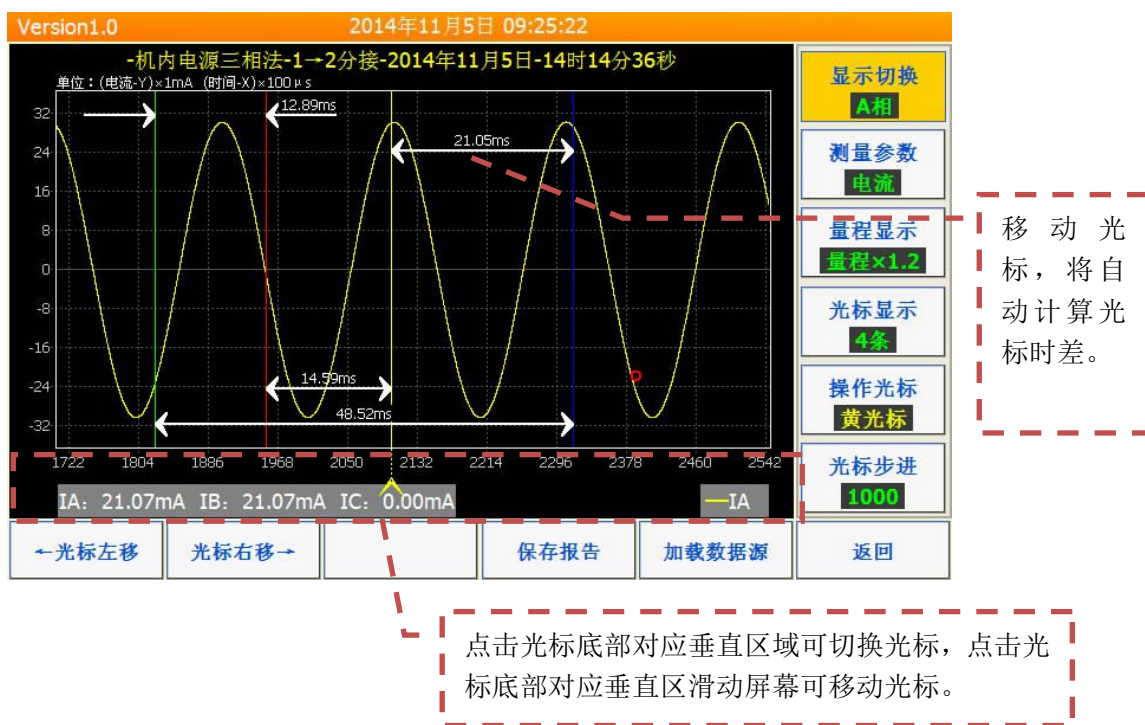 Version1.0
2014年11月5日 09:25:22
-机内电源三相法-1→2分接-2014年11月5日-14时14分36秒
单位：(电流-Y)×1mA (时间-X)×100μs
12.89ms
21.05ms
14.59ms
48.52ms
32
24
16
8
0
-8
-16
-24
-32
1722 1804 1886 1968 2050 2132 2214 2296 2378 2460 2542
IA: 21.07mA IB: 21.07mA IC: 0.00mA
IA
显示切换
A相
测量参数
电流
量程显示
量程×1.2
光标显示
4条
操作光标
黄光标
光标步进
1000
←光标左移
光标右移→
保存报告
加载数据源
返回
移动光
标，将自
动计算光
标时差。
点击光标底部对应垂直区域可切换光标，点击光
标底部对应垂直区滑动屏幕可移动光标。